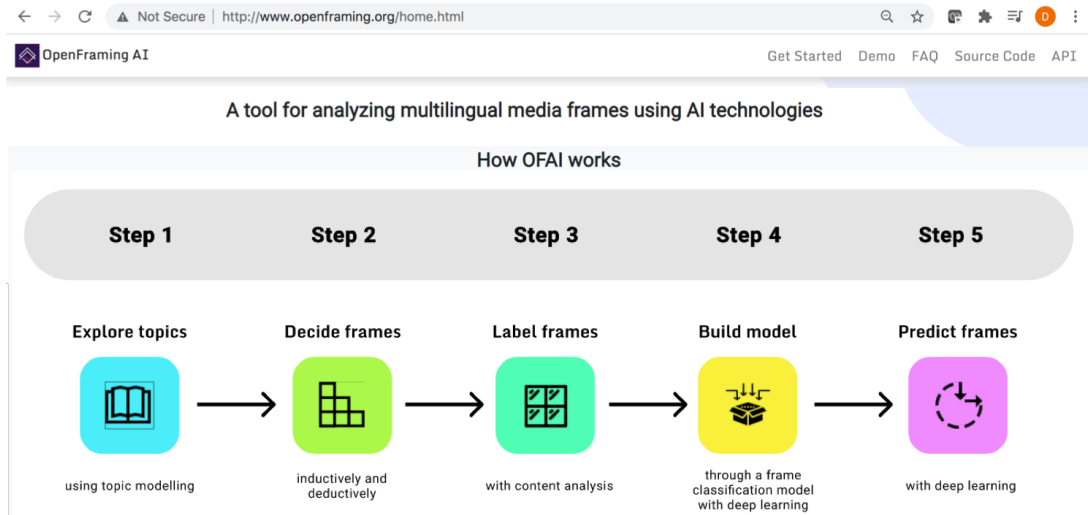 Not Secure | http://www.openframing.org/home.html
D
OpenFraming AI
Get Started Demo FAQ Source Code API
A tool for analyzing multilingual media frames using AI technologies
How OFAI works
Step 1 Step 2 Step 3 Step 4 Step 5
Explore topics Decide frames Label frames Build model Predict frames
using topic modelling
inductively and
deductively
with content analysis
through a frame
classification model
with deep learning
with deep learning